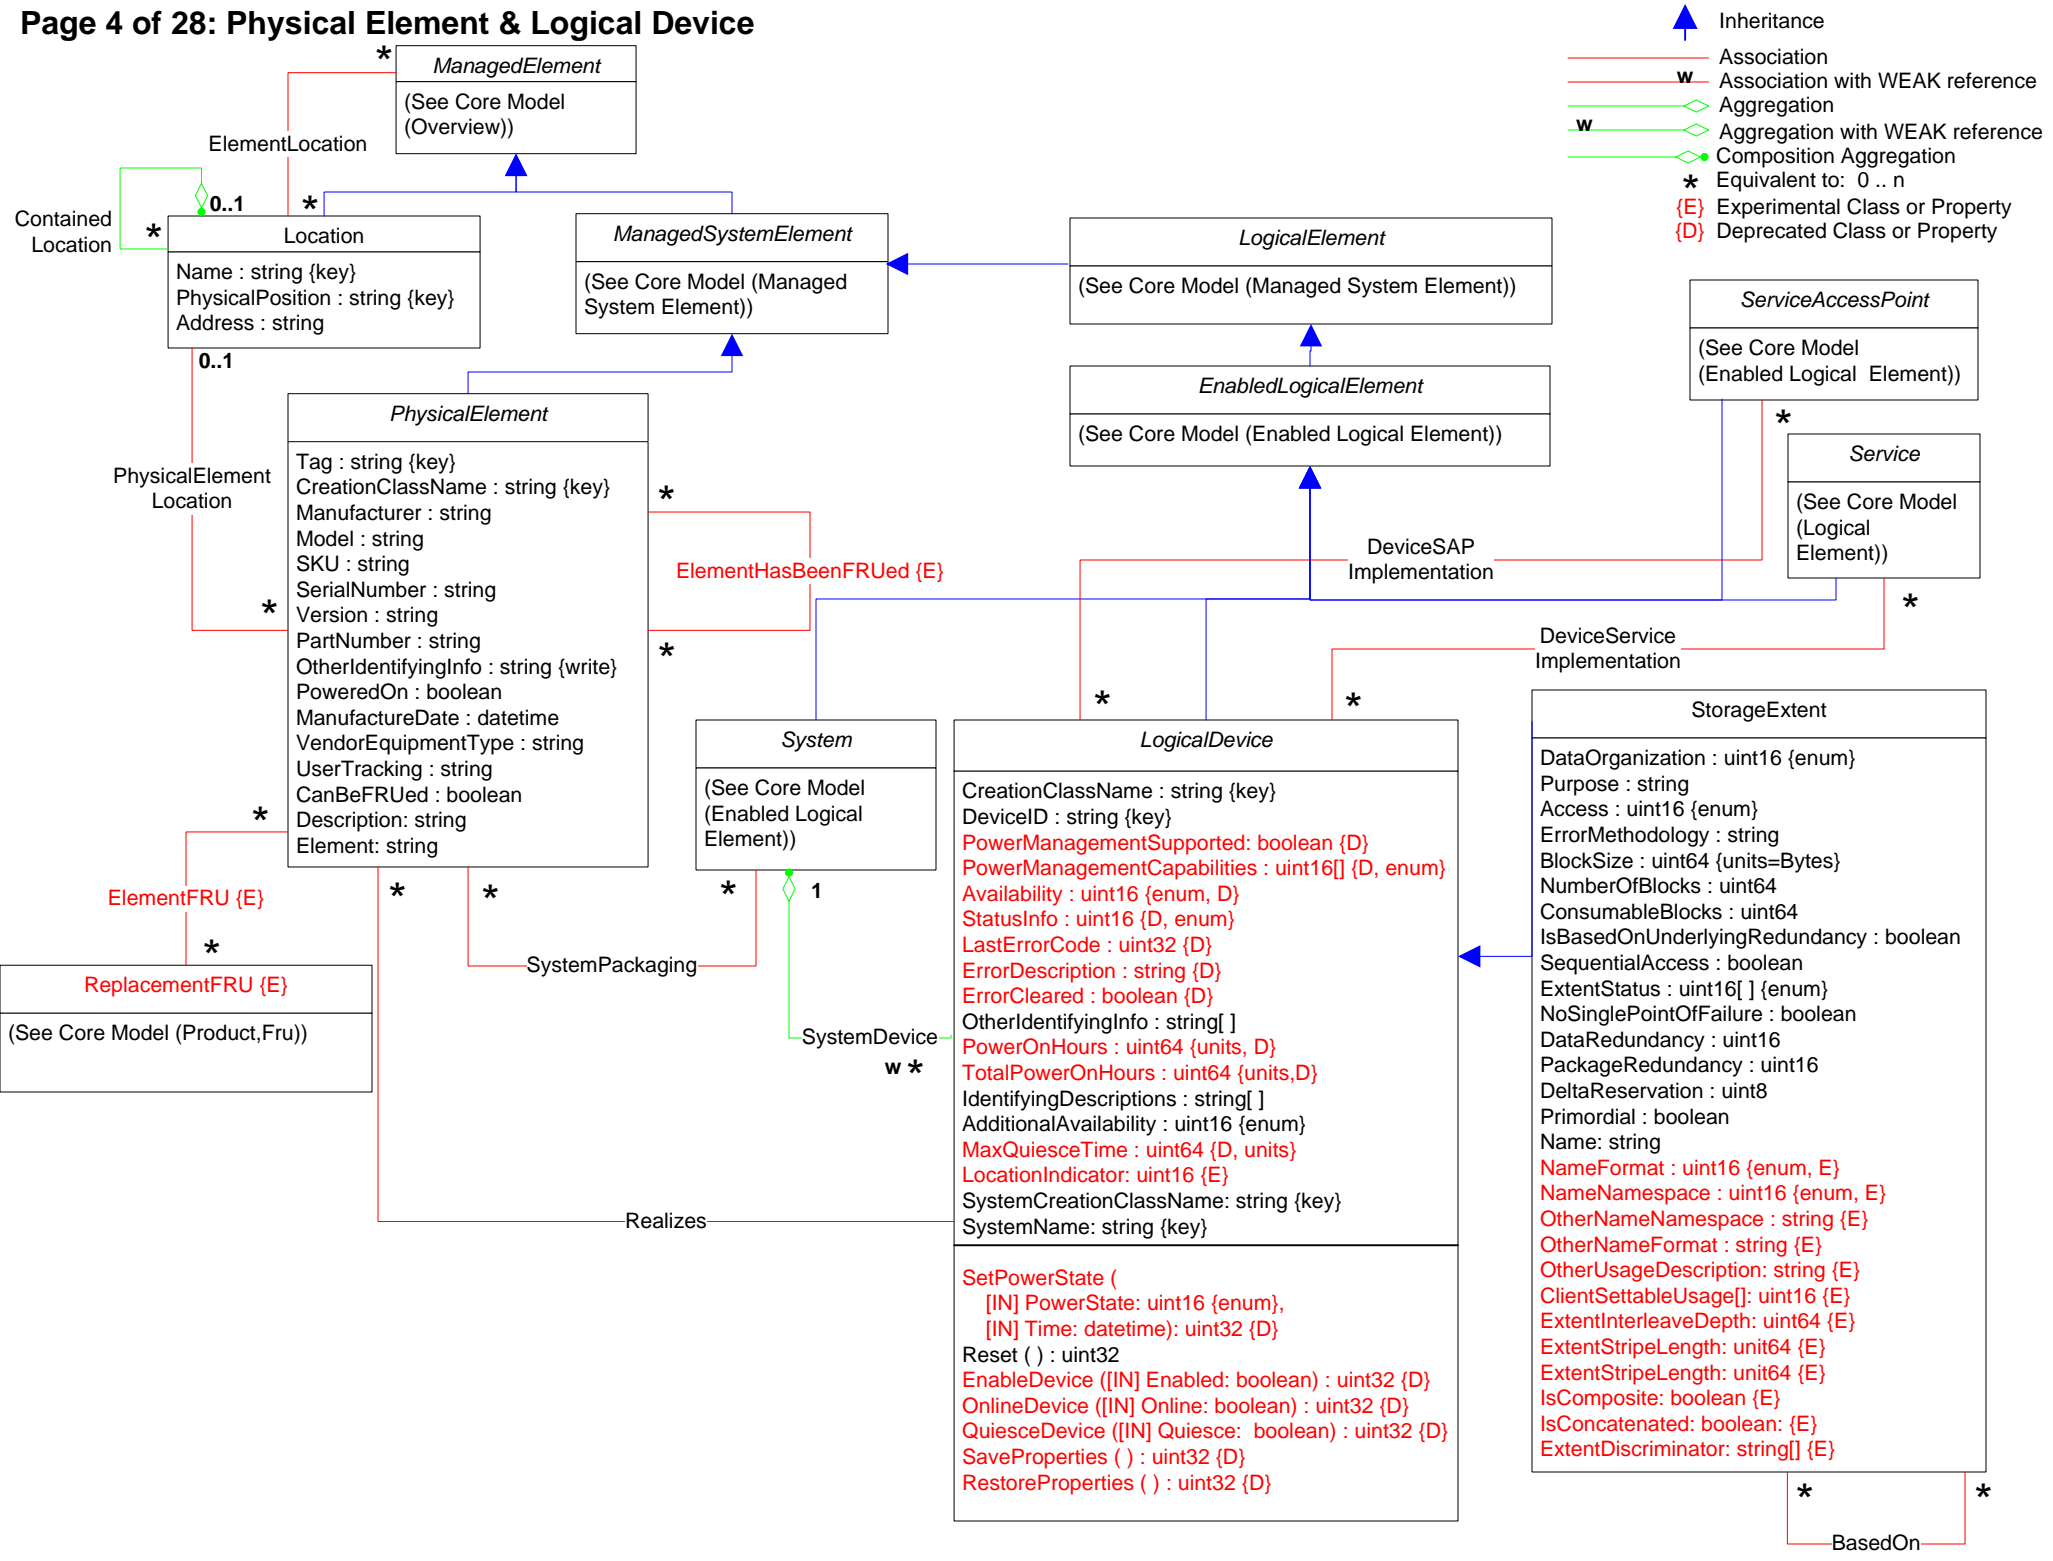 Page 4 of 28: Physical Element & Logical Device
Inheritance
Association
w
Association with WEAK reference
Aggregation
w
Aggregation with WEAK reference
Composition Aggregation
* Equivalent to: 0 .. n
{E} Experimental Class or Property
{D} Deprecated Class or Property
*
ManagedElement
(See Core Model
(Overview))
ElementLocation
Contained
Location
*
0..1
*
Location
Name : string {key}
PhysicalPosition : string {key}
Address : string
0..1
ManagedSystemElement
(See Core Model (Managed
System Element))
LogicalElement
(See Core Model (Managed System Element))
ServiceAccessPoint
(See Core Model
(Enabled Logical  Element))
*
EnabledLogicalElement
(See Core Model (Enabled Logical Element))
Service
(See Core Model
(Logical
Element))
*
PhysicalElement
Location
*
PhysicalElement
Tag : string {key}
CreationClassName : string {key}
Manufacturer : string
Model : string
SKU : string
SerialNumber : string
Version : string
PartNumber : string
OtherIdentifyingInfo : string {write}
PoweredOn : boolean
ManufactureDate : datetime
VendorEquipmentType : string
UserTracking : string
CanBeFRUed : boolean
Description: string
Element: string
*
ElementHasBeenFRUed {E}
*
DeviceSAP
Implementation
*
DeviceService
Implementation
*
*
ElementFRU {E}
*
ReplacementFRU {E}
(See Core Model (Product,Fru))
*
*
SystemPackaging
*
System
(See Core Model
(Enabled Logical
Element))
1
SystemDevice
w *
Realizes
LogicalDevice
CreationClassName : string {key}
DeviceID : string {key}
PowerManagementSupported: boolean {D}
PowerManagementCapabilities : uint16[] {D, enum}
Availability : uint16 {enum, D}
StatusInfo : uint16 {D, enum}
LastErrorCode : uint32 {D}
ErrorDescription : string {D}
ErrorCleared : boolean {D}
OtherIdentifyingInfo : string[ ]
PowerOnHours : uint64 {units, D}
TotalPowerOnHours : uint64 {units,D}
IdentifyingDescriptions : string[ ]
AdditionalAvailability : uint16 {enum}
MaxQuiesceTime : uint64 {D, units}
LocationIndicator: uint16 {E}
SystemCreationClassName: string {key}
SystemName: string {key}
SetPowerState (
[IN] PowerState: uint16 {enum},
[IN] Time: datetime): uint32 {D}
Reset ( ) : uint32
EnableDevice ([IN] Enabled: boolean) : uint32 {D}
OnlineDevice ([IN] Online: boolean) : uint32 {D}
QuiesceDevice ([IN] Quiesce:  boolean) : uint32 {D}
SaveProperties ( ) : uint32 {D}
RestoreProperties ( ) : uint32 {D}
StorageExtent
DataOrganization : uint16 {enum}
Purpose : string
Access : uint16 {enum}
ErrorMethodology : string
BlockSize : uint64 {units=Bytes}
NumberOfBlocks : uint64
ConsumableBlocks : uint64
IsBasedOnUnderlyingRedundancy : boolean
SequentialAccess : boolean
ExtentStatus : uint16[ ] {enum}
NoSinglePointOfFailure : boolean
DataRedundancy : uint16
PackageRedundancy : uint16
DeltaReservation : uint8
Primordial : boolean
Name: string
NameFormat : uint16 {enum, E}
NameNamespace : uint16 {enum, E}
OtherNameNamespace : string {E}
OtherNameFormat : string {E}
OtherUsageDescription: string {E}
ClientSettableUsage[]: uint16 {E}
ExtentInterleaveDepth: uint64 {E}
ExtentStripeLength: unit64 {E}
ExtentStripeLength: unit64 {E}
IsComposite: boolean {E}
IsConcatenated: boolean: {E}
ExtentDiscriminator: string[] {E}
*
*
BasedOn